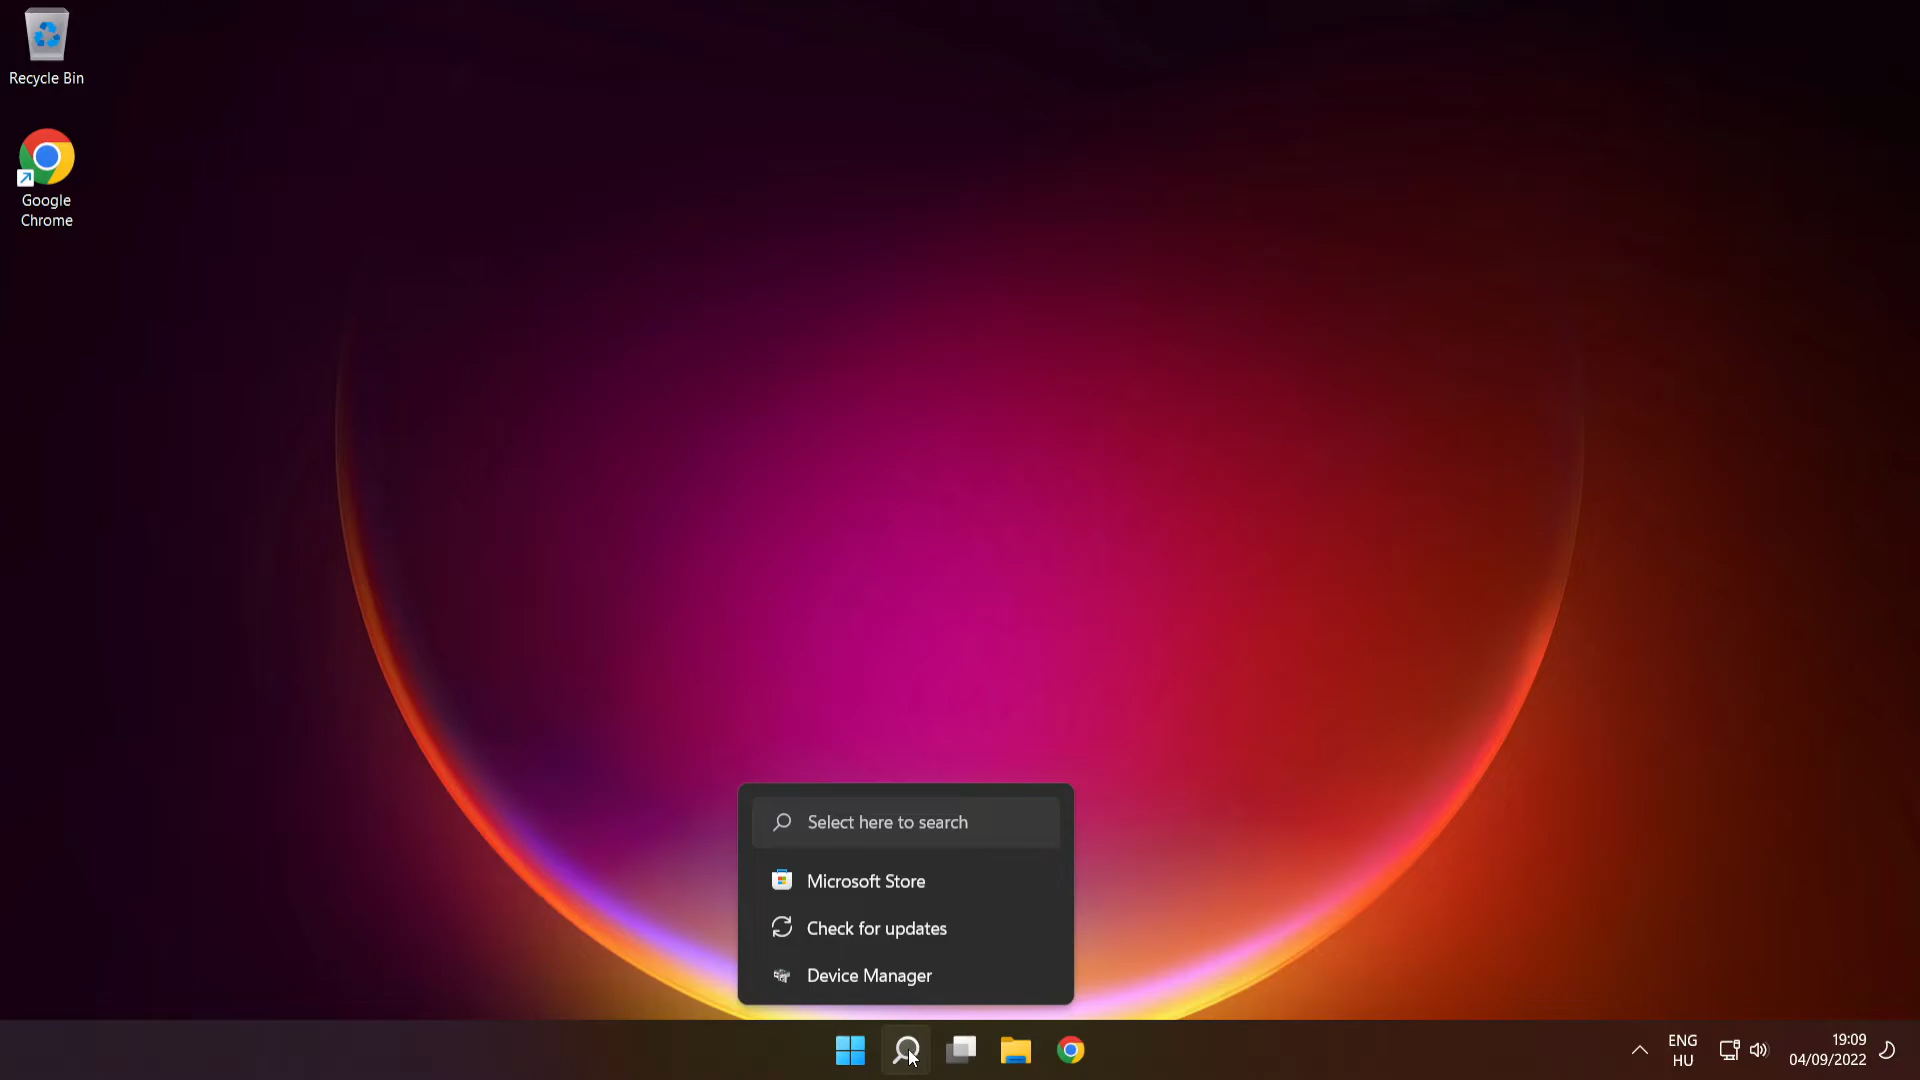 Recycle Bin
Google
Chrome
Select here to search
Microsoft Store
Check for updates
Device Manager
ENG
HU
19:09
04/09/2022